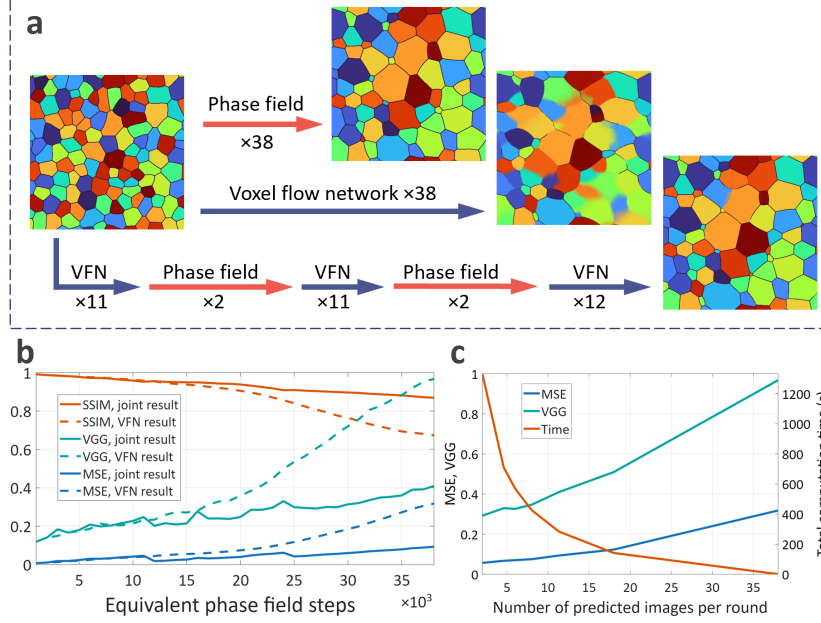 a
Phase field
×38
Voxel flow network ×38
VFN
×11
Phase field
×2
VFN
×11
Phase field
×2
VFN
×12
b
1
0.8
0.6
0.4
0.2
0
SSIM, joint result
SSIM, VFN result
VGG, joint result
VGG, VFN result
MSE, joint result
MSE, VFN result
5 10 15 20 25 30 35
Equivalent phase field steps
×10³
c
MSE, VGG
1
0.8
0.6
0.4
0.2
0
MSE
VGG
Time
1200
1000
800
600
400
200
0
5 10 15 20 25 30 35
Number of predicted images per round